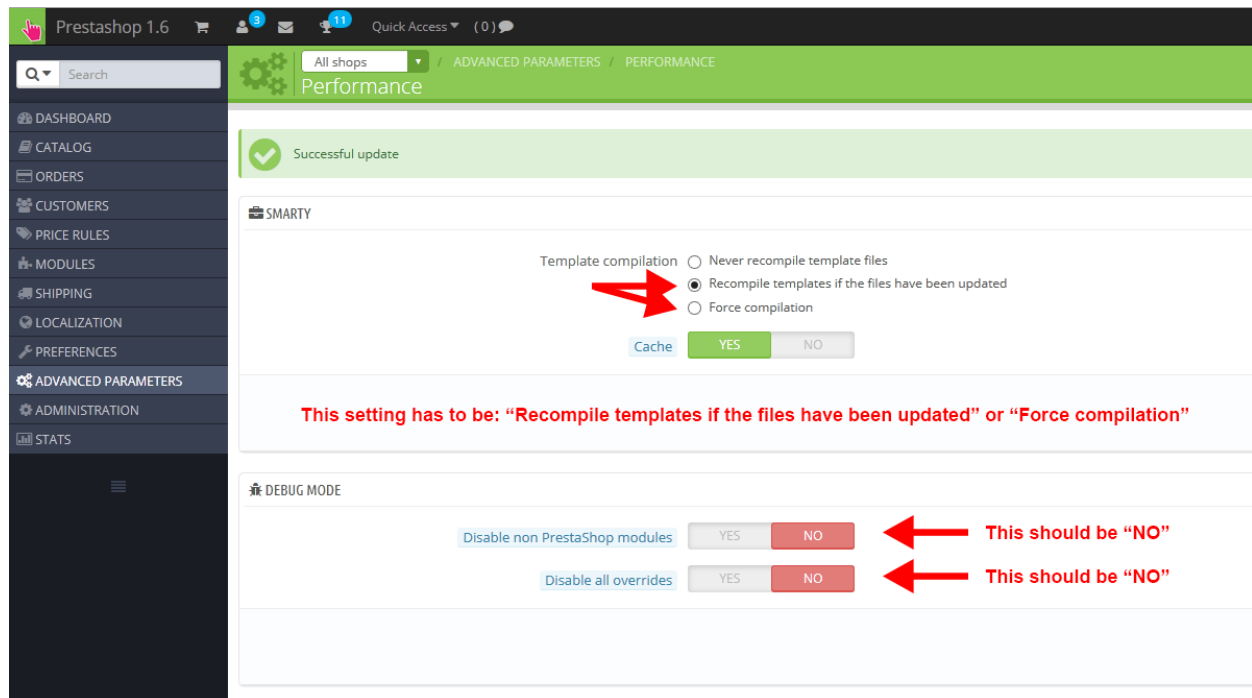 Prestashop 1.6
3
11
Quick Access
( 0 )
Search
All shops
/ ADVANCED PARAMETERS / PERFORMANCE
Performance
DASHBOARD
CATALOG
ORDERS
CUSTOMERS
PRICE RULES
MODULES
SHIPPING
LOCALIZATION
PREFERENCES
ADVANCED PARAMETERS
ADMINISTRATION
STATS
Successful update
SMARTY
Template compilation
Never recompile template files
Recompile templates if the files have been updated
Force compilation
Cache YES NO
This setting has to be: “Recompile templates if the files have been updated” or “Force compilation”
DEBUG MODE
Disable non PrestaShop modules YES NO This should be “NO”
Disable all overrides YES NO This should be “NO”